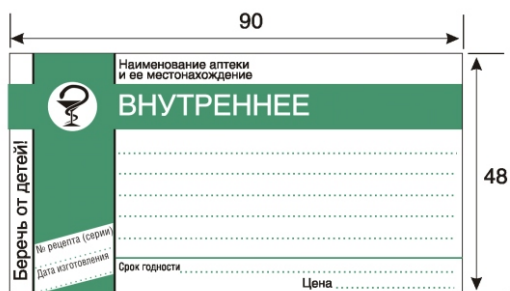 90
Наименование аптеки
и ее местонахождение
ВНУТРЕННЕЕ
48
Беречь от детей!
№ рецепта (серии)
Дата изготовления
Срок годности
Цена